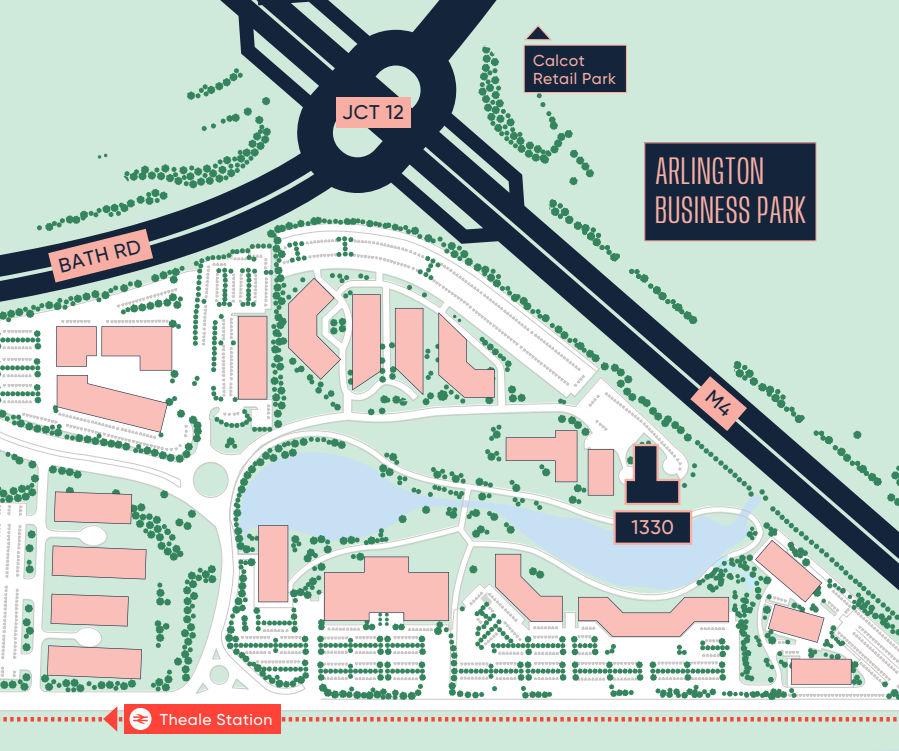 Calcot
Retail Park
JCT 12
ARLINGTON
BUSINESS PARK
BATH RD
M4
1330
Theale Station